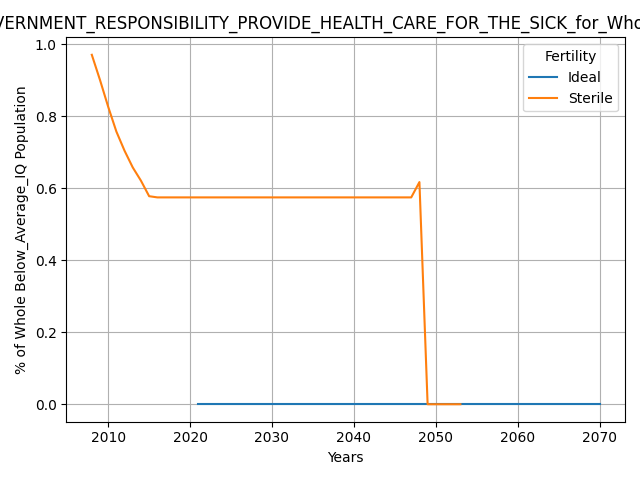 VERNMENT_RESPONSIBILITY_PROVIDE_HEALTH_CARE_FOR_THE_SICK_for_Who
Fertility
Ideal
Sterile
% of Whole Below_Average_IQ Population
1.0
0.8
0.6
0.4
0.2
0.0
2010 2020 2030 2040 2050 2060 2070
Years